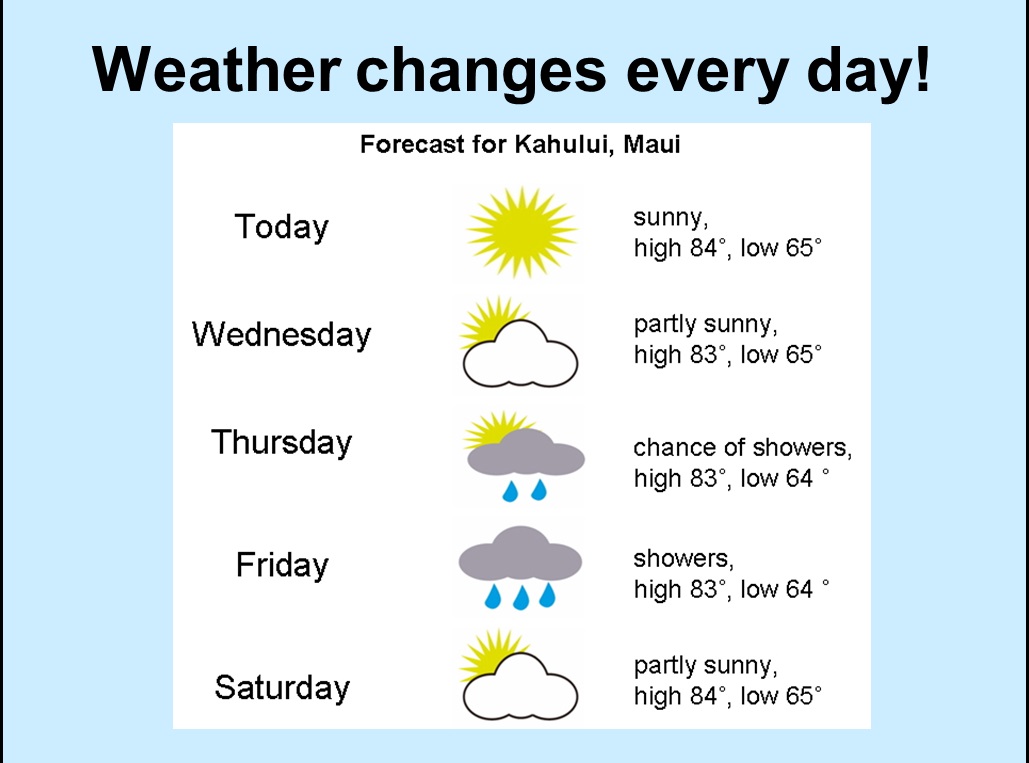 Weather changes every day!
Forecast for Kahului, Maui
Today
sunny,
high 84°, low 65°
Wednesday
partly sunny,
high 83°, low 65°
Thursday
chance of showers,
high 83°, low 64 °
Friday
showers,
high 83°, low 64 °
Saturday
partly sunny,
high 84°, low 65°